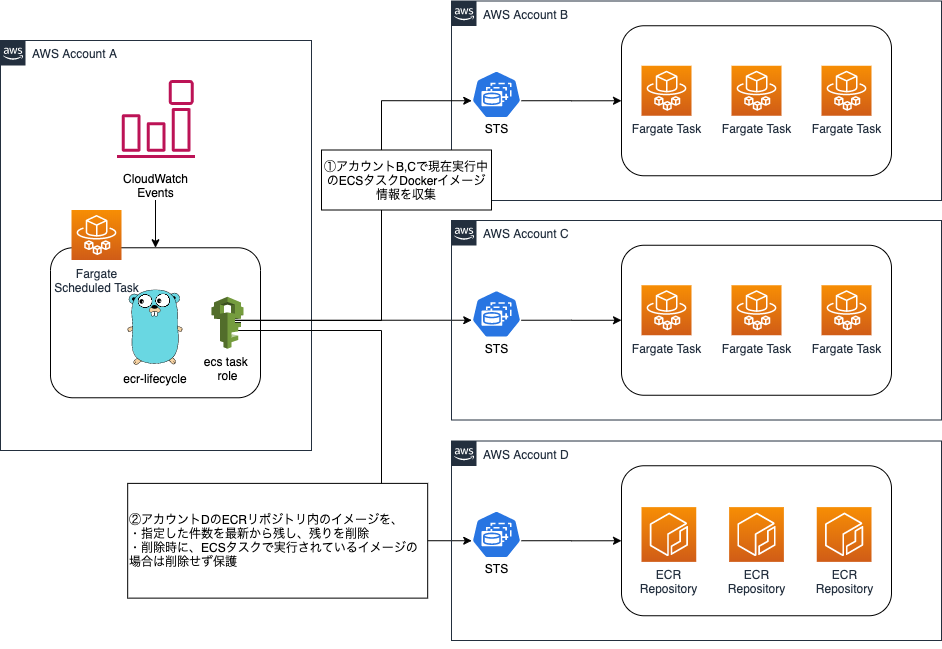 aws
AWS Account A
CloudWatch
Events
Fargate
Scheduled Task
ecr-lifecycle
ecs task
role
①アカウントB,Cで現在実行中
のECSタスクDockerイメージ
情報を収集
②アカウントDのECRリポジトリ内のイメージを、
・指定した件数を最新から残し、残りを削除
・削除時に、ECSタスクで実行されているイメージの
場合は削除せず保護
aws
AWS Account B
STS
Fargate Task
Fargate Task
Fargate Task
aws
AWS Account C
STS
Fargate Task
Fargate Task
Fargate Task
aws
AWS Account D
STS
ECR
Repository
ECR
Repository
ECR
Repository